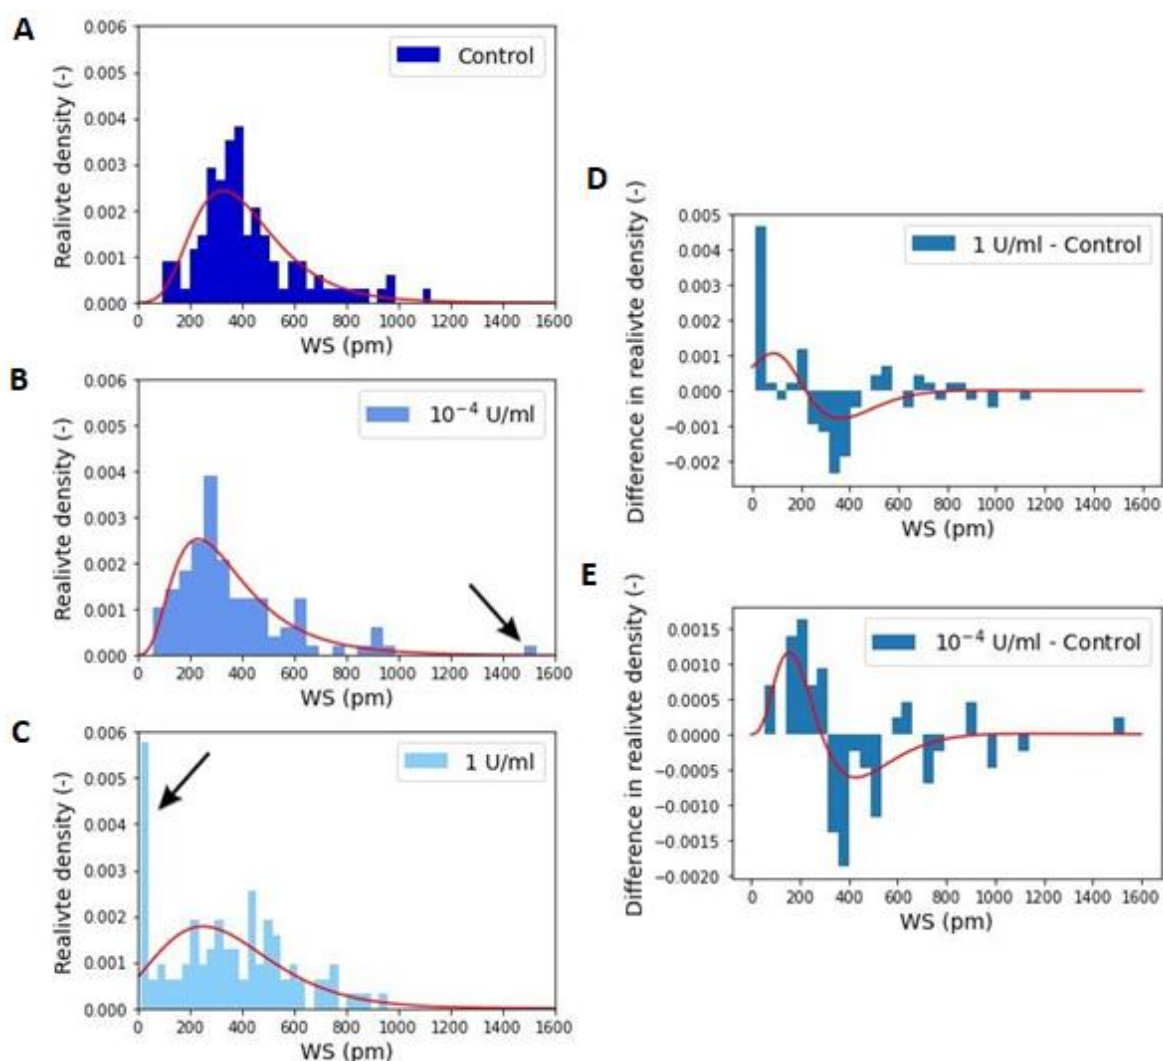 A
Realivte density (-)
0.006
0.005
0.004
0.003
0.002
0.001
0.000
Control
0 200 400 600 800 1000 1200 1400 1600
WS (pm)
B
Realivte density (-)
0.006
0.005
0.004
0.003
0.002
0.001
0.000
10⁻⁴ U/ml
0 200 400 600 800 1000 1200 1400 1600
WS (pm)
C
Realivte density (-)
0.006
0.005
0.004
0.003
0.002
0.001
0.000
1 U/ml
0 200 400 600 800 1000 1200 1400 1600
WS (pm)
D
Difference in realivte density (-)
0.005
0.004
0.003
0.002
0.001
0.000
−0.001
−0.002
1 U/ml - Control
0 200 400 600 800 1000 1200 1400 1600
WS (pm)
E
Difference in realivte density (-)
0.0015
0.0010
0.0005
0.0000
−0.0005
−0.0010
−0.0015
−0.0020
10⁻⁴ U/ml - Control
0 200 400 600 800 1000 1200 1400 1600
WS (pm)